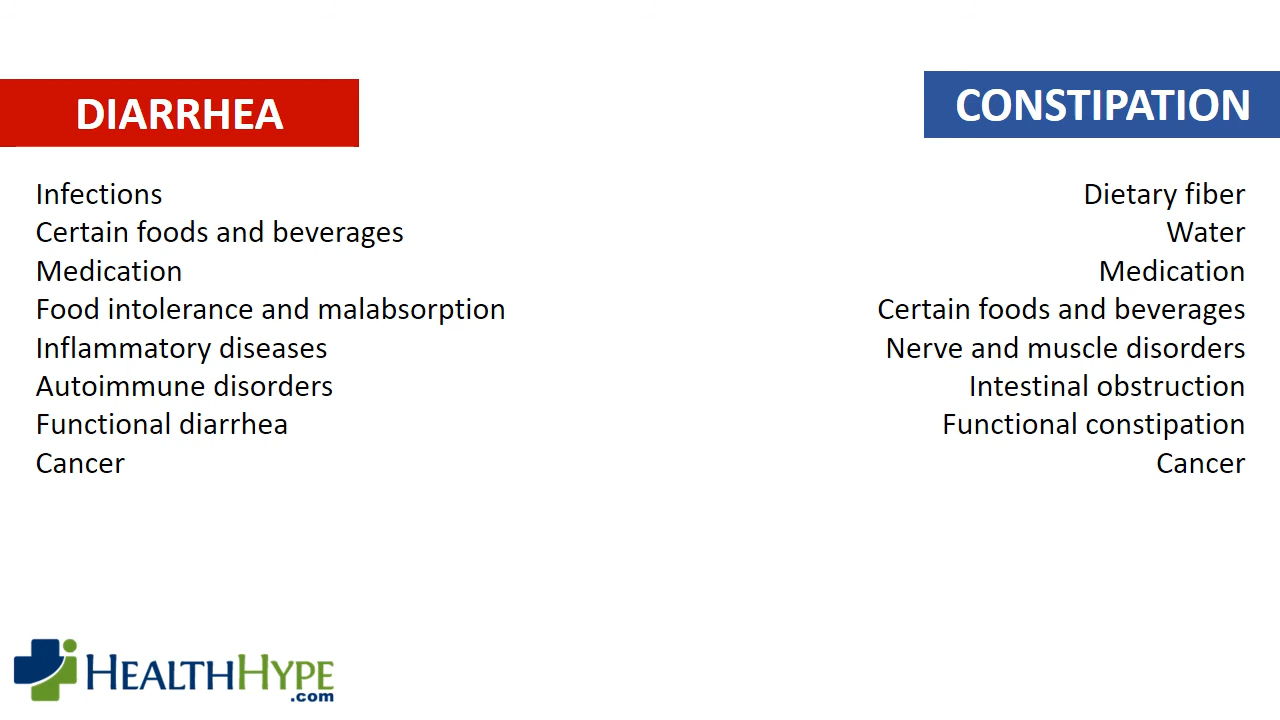 DIARRHEA
Infections
Certain foods and beverages
Medication
Food intolerance and malabsorption
Inflammatory diseases
Autoimmune disorders
Functional diarrhea
Cancer
CONSTIPATION
Dietary fiber
Water
Medication
Certain foods and beverages
Nerve and muscle disorders
Intestinal obstruction
Functional constipation
Cancer
HEALTHHYPE
.com